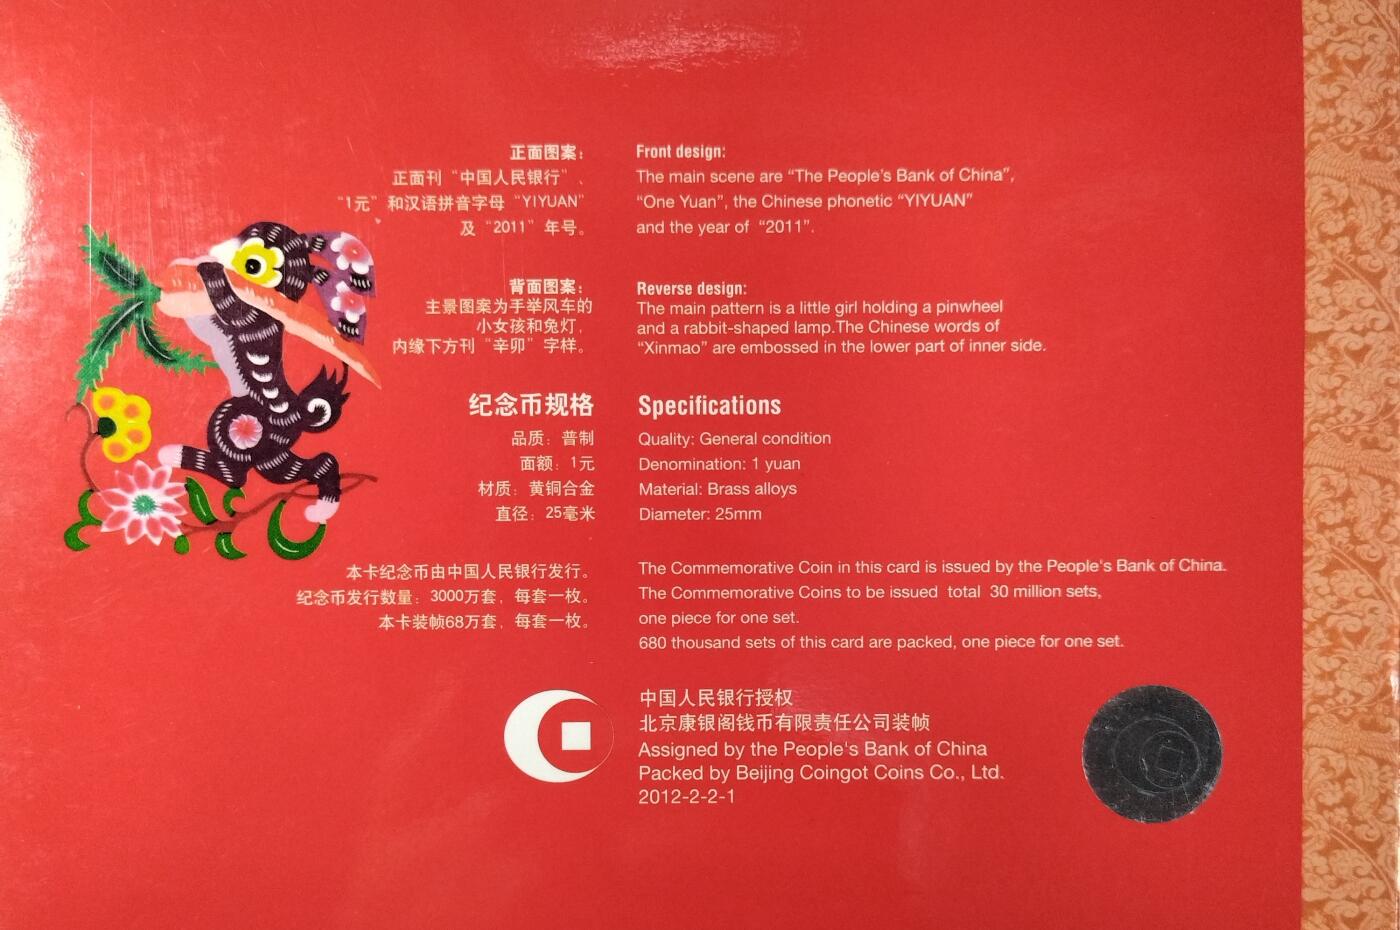 正面图案：
正面刊“中国人民银行”、
“1元”和汉语拼音字母“YIYUAN”
及“2011”年号。
Front design:
The main scene are “The People's Bank of China”,
“One Yuan”, the Chinese phonetic “YIYUAN”
and the year of “2011”.
背面图案：
主景图案为手举风车的
小女孩和兔灯，
内缘下方刊“辛卯”字样。
Reverse design:
The main pattern is a little girl holding a pinwheel
and a rabbit-shaped lamp.The Chinese words of
“Xinmao” are embossed in the lower part of inner side.
纪念币规格
品质：普制
面额：1元
材质：黄铜合金
直径：25毫米
Specifications
Quality: General condition
Denomination: 1 yuan
Material: Brass alloys
Diameter: 25mm
本卡纪念币由中国人民银行发行。
纪念币发行数量：3000万套，每套一枚。
本卡装帧68万套，每套一枚。
The Commemorative Coin in this card is issued by the People's Bank of China.
The Commemorative Coins to be issued total 30 million sets,
one piece for one set.
680 thousand sets of this card are packed, one piece for one set.
中国人民银行授权
北京康银阁钱币有限责任公司装帧
Assigned by the People's Bank of China
Packed by Beijing Coingot Coins Co., Ltd.
2012-2-2-1